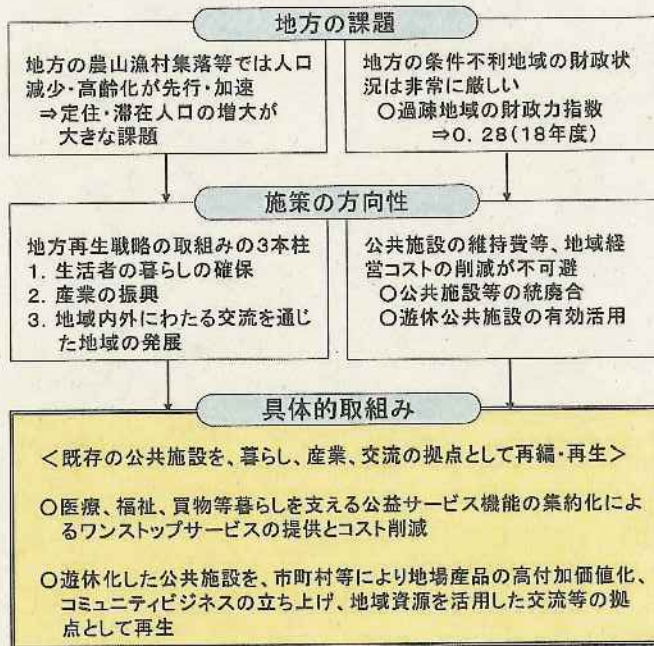 地方の課題
地方の農山漁村集落等では人口
減少・高齢化が先行・加速
⇒定住・滞在人口の増大が
大きな課題
地方の条件不利地域の財政状
況は非常に厳しい
○過疎地域の財政力指数
⇒0．28(18年度)
施策の方向性
地方再生戦略の取組みの3本柱
1．生活者の暮らしの確保
2．産業の振興
3．地域内外にわたる交流を通じ
た地域の発展
公共施設の維持費等、地域経
営コストの削減が不可避
○公共施設等の統廃合
○遊休公共施設の有効活用
具体的取組み
＜既存の公共施設を、暮らし、産業、交流の拠点として再編・再生＞
○医療、福祉、買物等暮らしを支える公益サービス機能の集約化によ
るワンストップサービスの提供とコスト削減
○遊休化した公共施設を、市町村等により地場産品の高付加価値化、
コミュニティビジネスの立ち上げ、地域資源を活用した交流等の拠
点として再生